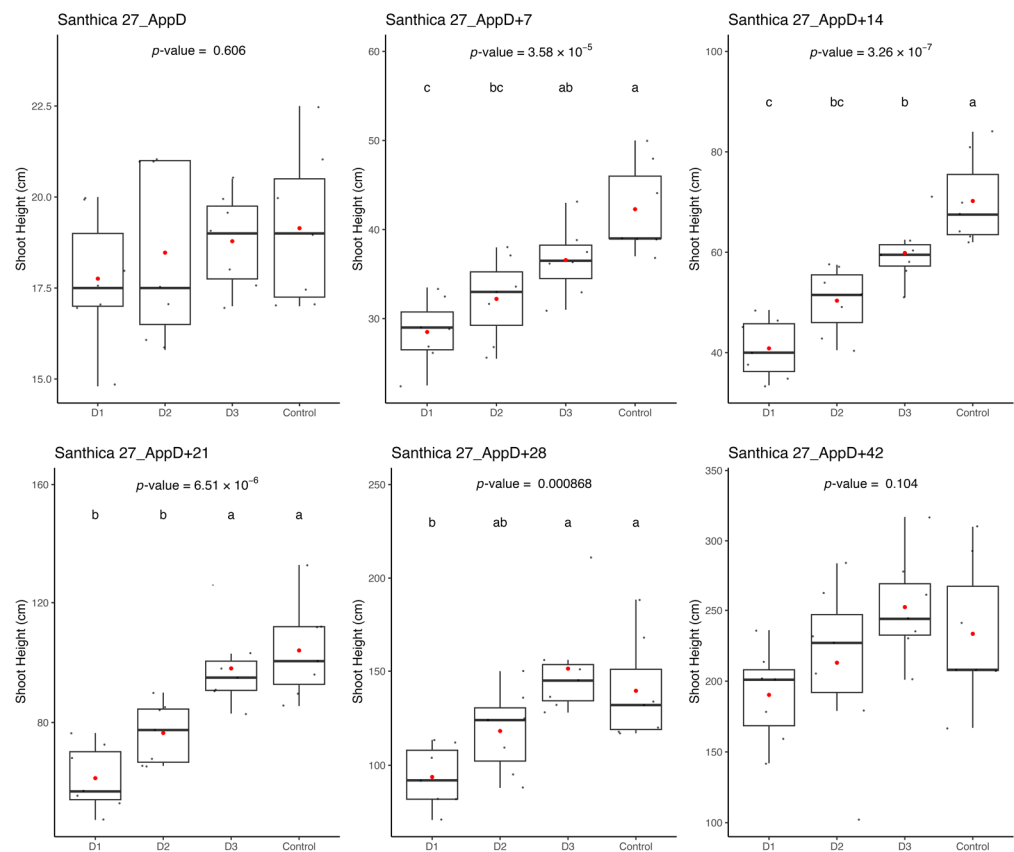 Santhica 27_AppD
p-value = 0.606
Shoot Height (cm)
22.5
20.0
17.5
15.0
D1 D2 D3 Control
Santhica 27_AppD+7
p-value = 3.58 × 10⁻⁵
Shoot Height (cm)
60
c bc ab a
50
40
30
D1 D2 D3 Control
Santhica 27_AppD+14
p-value = 3.26 × 10⁻⁷
Shoot Height (cm)
100
c bc b a
80
60
40
D1 D2 D3 Control
Santhica 27_AppD+21
p-value = 6.51 × 10⁻⁶
Shoot Height (cm)
160
b b a a
120
80
D1 D2 D3 Control
Santhica 27_AppD+28
p-value = 0.000868
Shoot Height (cm)
250
b ab a a
200
150
100
D1 D2 D3 Control
Santhica 27_AppD+42
p-value = 0.104
Shoot Height (cm)
350
300
250
200
150
100
D1 D2 D3 Control